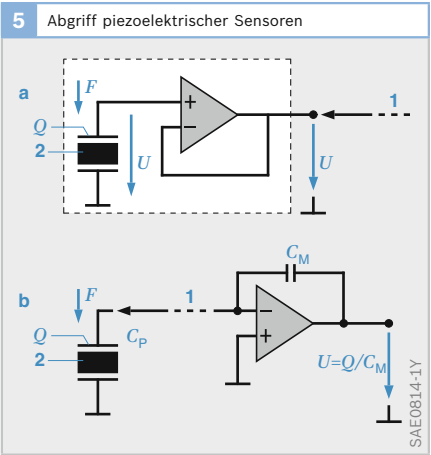 5 Abgriff piezoelektrischer Sensoren
a
F
+
1
Q
−
2
U
U
b
F
1
C_M
Q
C_P
−
2
+
U=Q/C_M
SAE0814-1Y